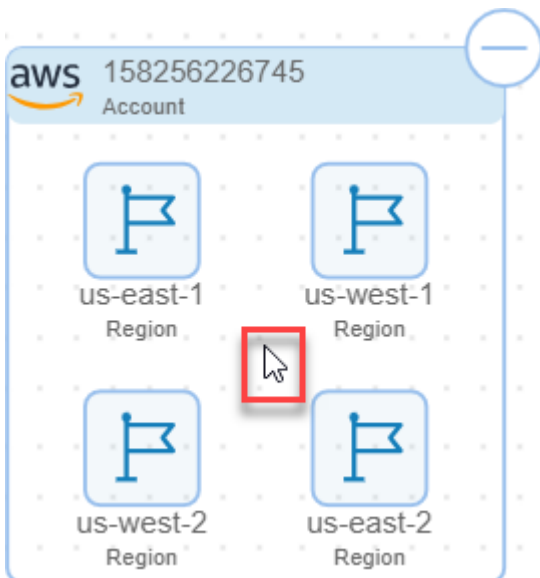 aws 158256226745
Account
us-east-1 us-west-1
Region Region
us-west-2 us-east-2
Region Region